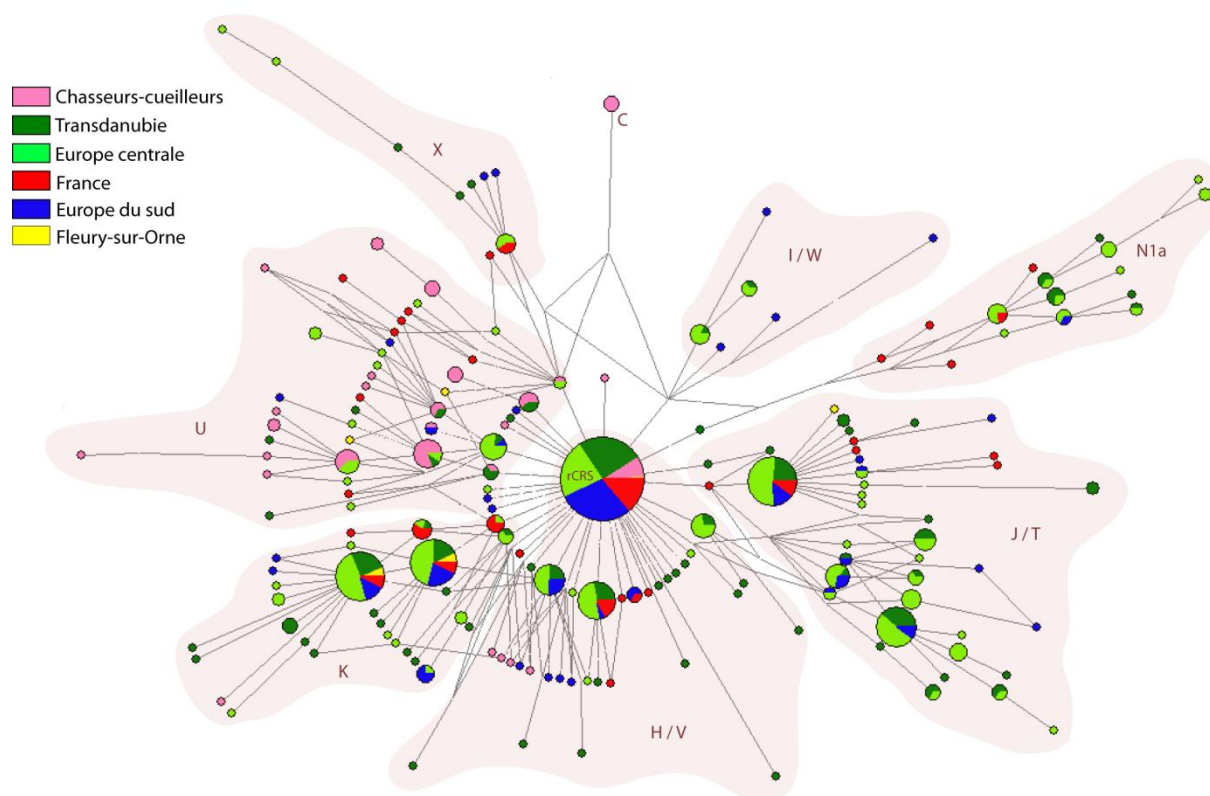 Chasseurs-cueilleurs
Transdanubie
Europe centrale
France
Europe du sud
Fleury-sur-Orne
C
X
I / W
N1a
U
rCRS
J / T
K
H / V